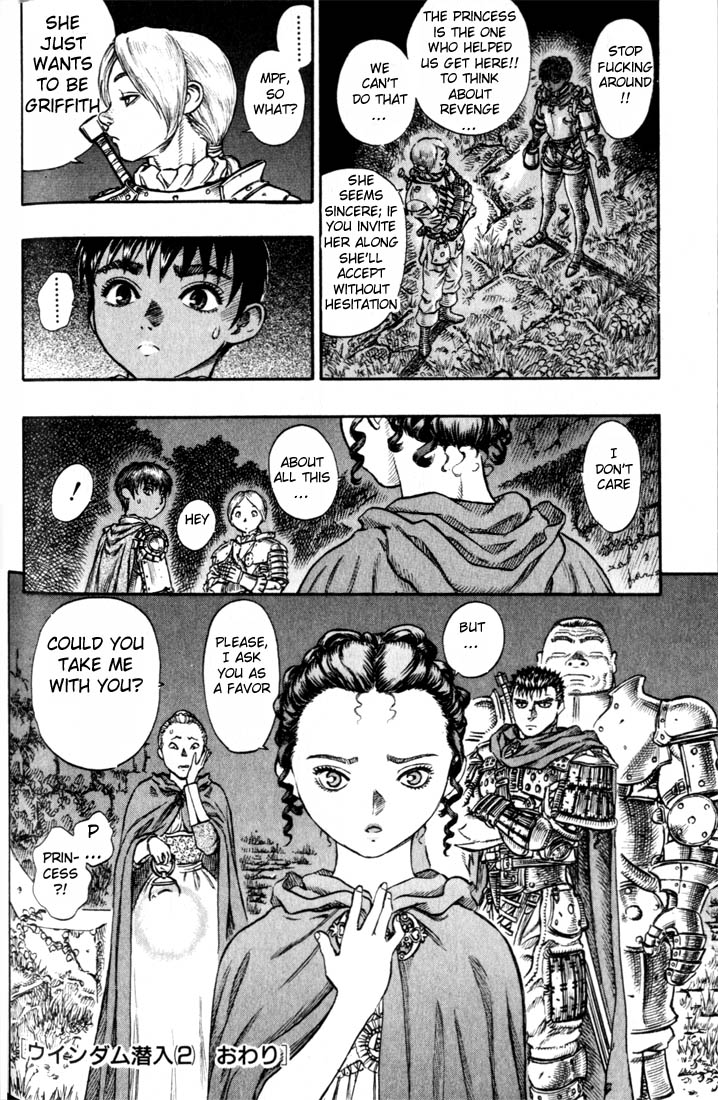 STOP
FUCKING
AROUND
!!
THE PRINCESS
IS THE ONE
WHO HELPED
US GET HERE!!
TO THINK
ABOUT
REVENGE
...
WE
CAN'T
DO THAT
...
SHE
SEEMS
SINCERE; IF
YOU INVITE
HER ALONG
SHE'LL
ACCEPT
WITHOUT
HESITATION
........
MPF,
SO
WHAT?
SHE
JUST
WANTS
TO BE
GRIFFITH
........
I
DON'T
CARE
ABOUT
ALL THIS
...
HEY
!
BUT
...
PLEASE,
I ASK
YOU AS
A FAVOR
COULD YOU
TAKE ME
WITH YOU?
P
...
PRIN-
CESS
?!
[ウインダム潜入(2) おわり]